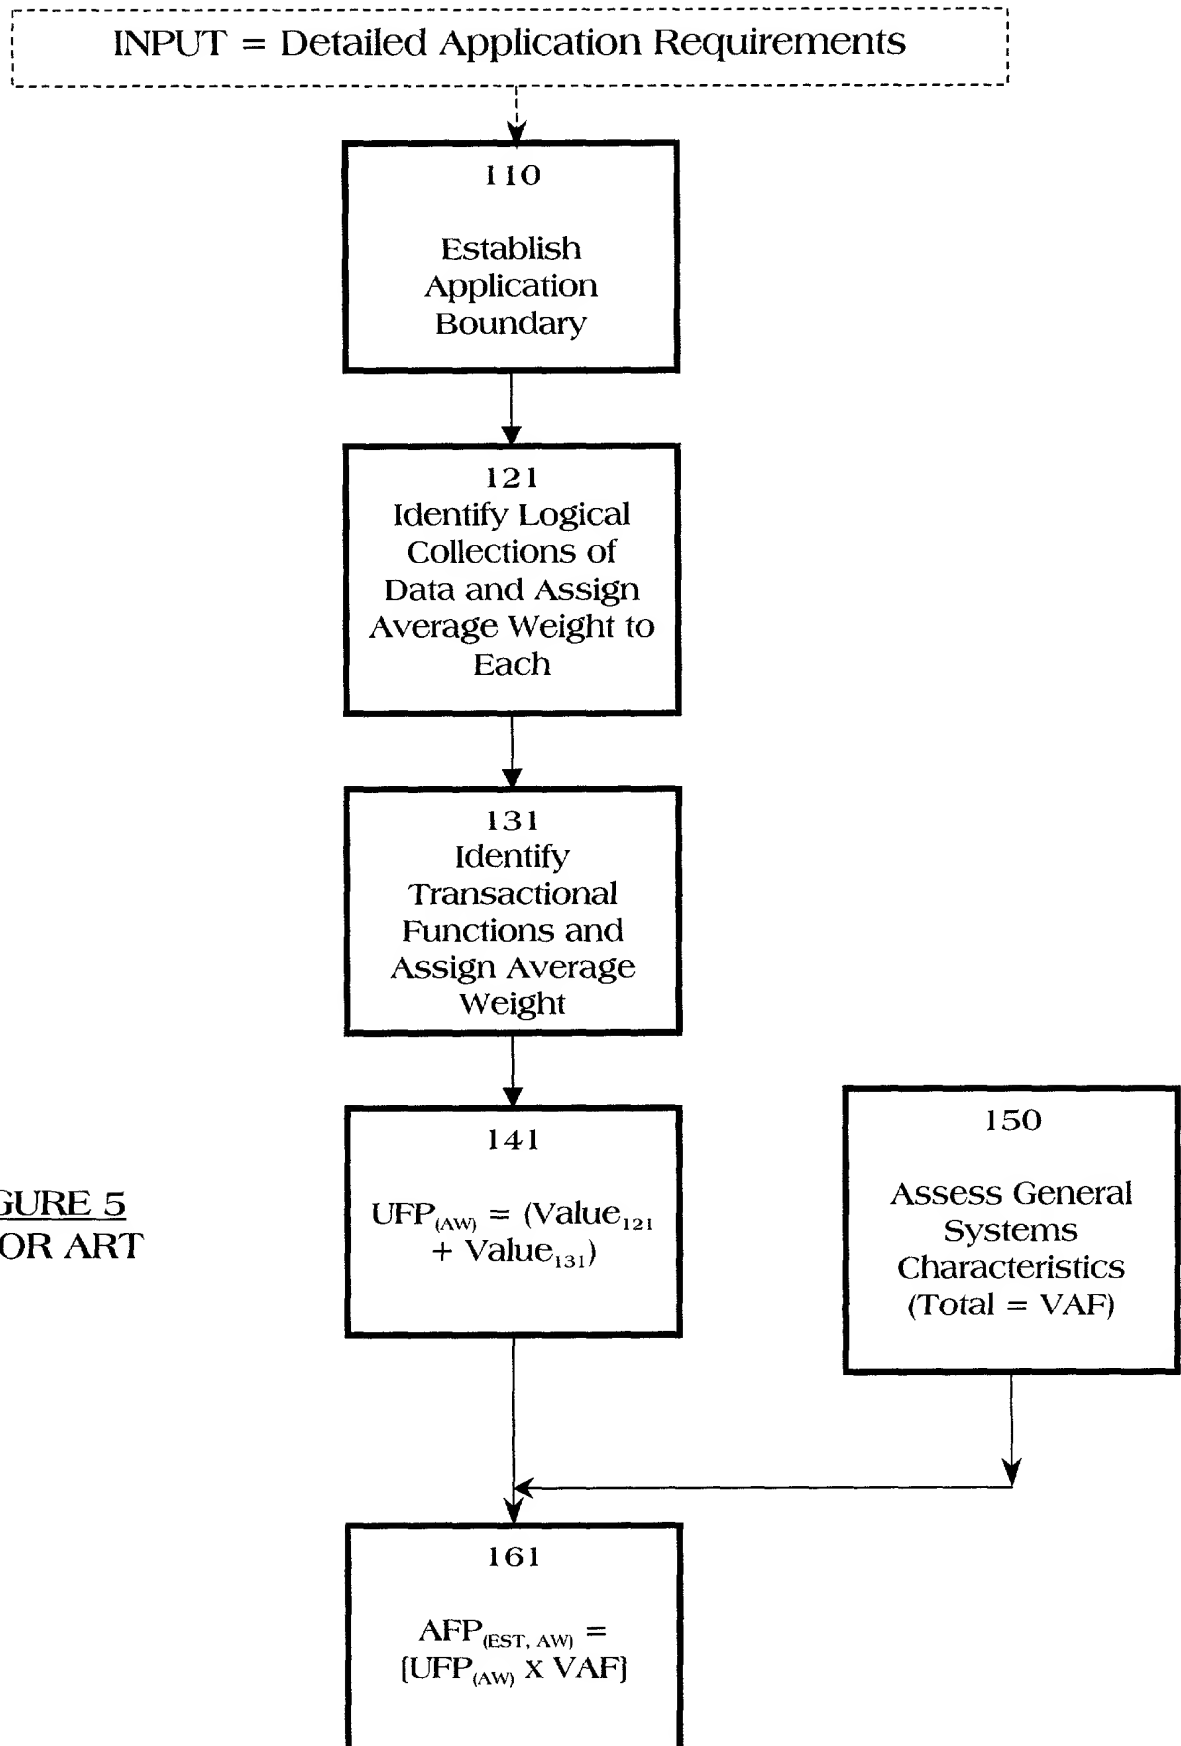 INPUT = Detailed Application Requirements
110
Establish
Application
Boundary
121
Identify Logical
Collections of
Data and Assign
Average Weight to
Each
131
Identify
Transactional
Functions and
Assign Average
Weight
141
UFP(AW) = (Value121
+ Value131)
150
Assess General
Systems
Characteristics
(Total = VAF)
GURE 5
OR ART
161
AFP(EST, AW) =
[UFP(AW) X VAF]